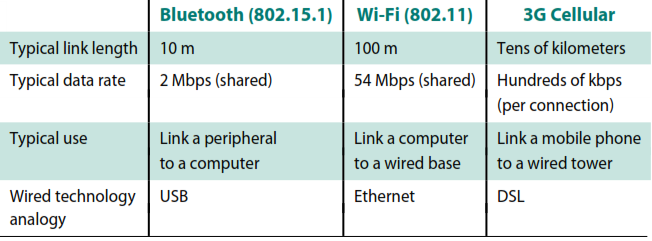 Bluetooth (802.15.1) Wi-Fi (802.11) 3G Cellular
Typical link length 10 m 100 m Tens of kilometers
Typical data rate 2 Mbps (shared) 54 Mbps (shared) Hundreds of kbps
(per connection)
Typical use Link a peripheral Link a computer Link a mobile phone
to a computer to a wired base to a wired tower
Wired technology USB Ethernet DSL
analogy